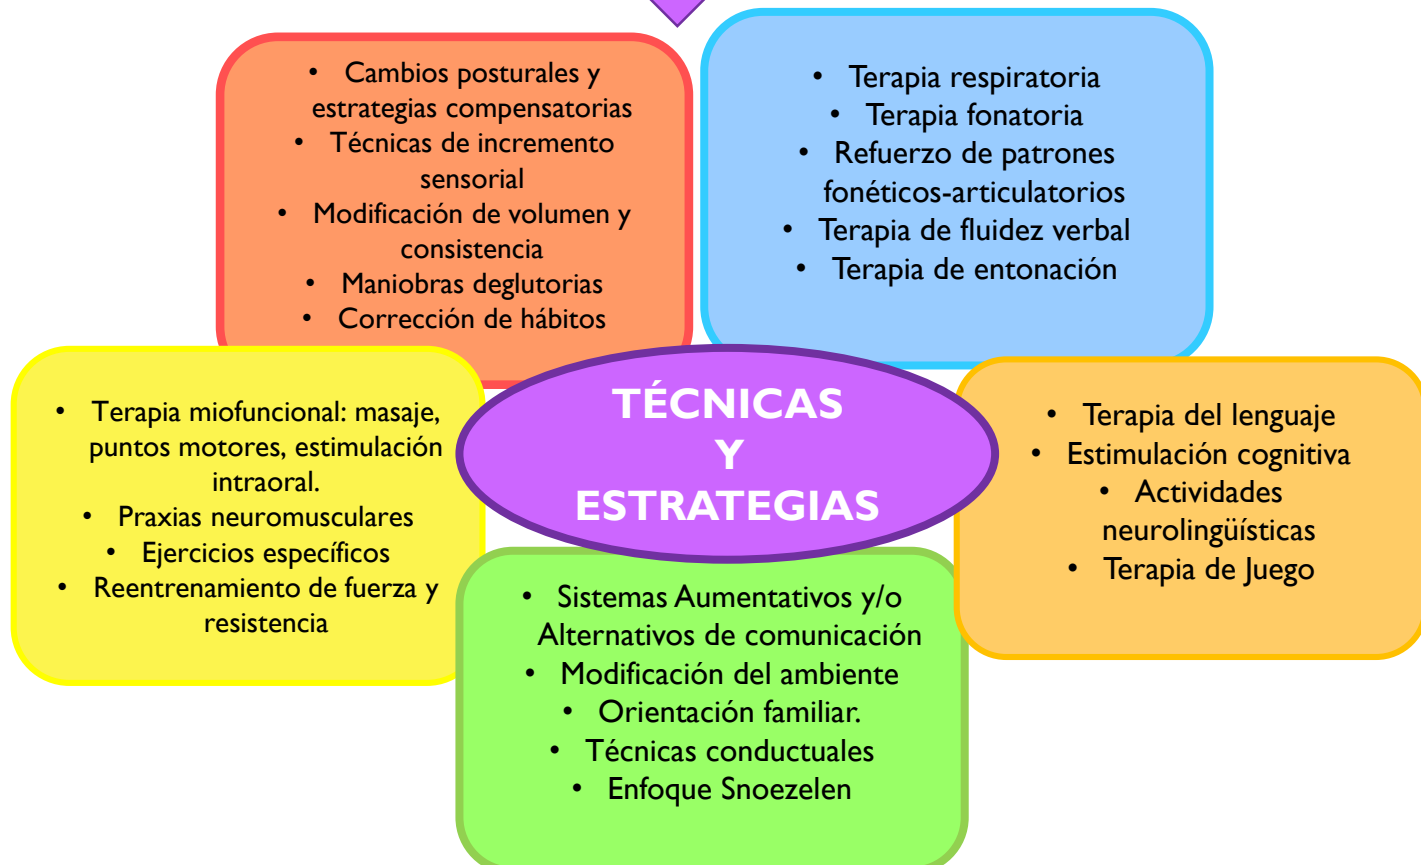 • Cambios posturales y
estrategias compensatorias
• Técnicas de incremento
sensorial
• Modificación de volumen y
consistencia
• Maniobras deglutorias
• Corrección de hábitos
• Terapia respiratoria
• Terapia fonatoria
• Refuerzo de patrones
fonéticos-articulatorios
• Terapia de fluidez verbal
• Terapia de entonación
• Terapia miofuncional: masaje,
puntos motores, estimulación
intraoral.
• Praxias neuromusculares
• Ejercicios específicos
• Reentrenamiento de fuerza y
resistencia
TÉCNICAS
Y
ESTRATEGIAS
• Terapia del lenguaje
• Estimulación cognitiva
• Actividades
neurolingüísticas
• Terapia de Juego
• Sistemas Aumentativos y/o
Alternativos de comunicación
• Modificación del ambiente
• Orientación familiar.
• Técnicas conductuales
• Enfoque Snoezelen